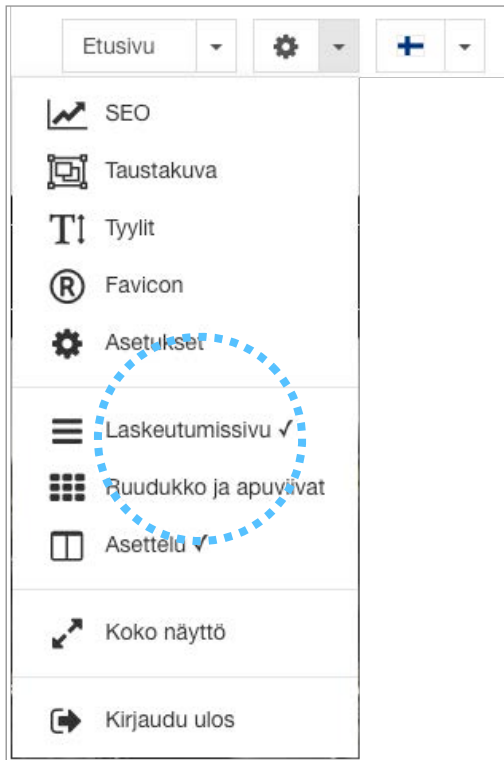 Etusivu
SEO
Taustakuva
Tyylit
Favicon
Asetukset
Laskeutumissivu ✓
Ruudukko ja apuviivat
Asettelu ✓
Koko näyttö
Kirjaudu ulos